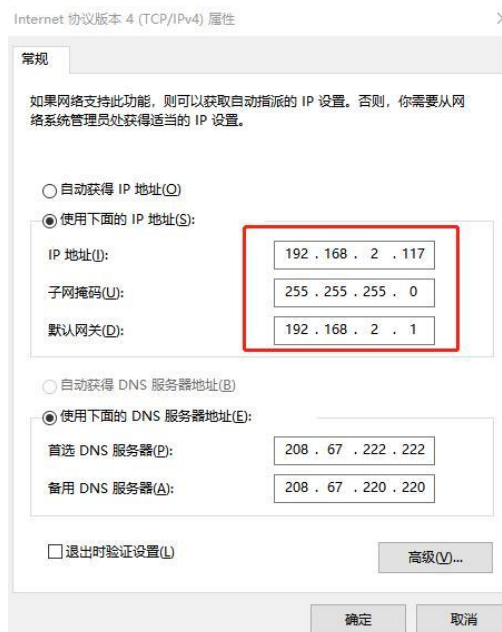 Internet 协议版本 4 (TCP/IPv4) 属性
常规
如果网络支持此功能，则可以获取自动指派的 IP 设置。否则，你需要从网
络系统管理员处获得适当的 IP 设置。
自动获得 IP 地址(O)
使用下面的 IP 地址(S):
IP 地址(I): 192 . 168 . 2 . 117
子网掩码(U): 255 . 255 . 255 . 0
默认网关(D): 192 . 168 . 2 . 1
自动获得 DNS 服务器地址(B)
使用下面的 DNS 服务器地址(E):
首选 DNS 服务器(P): 208 . 67 . 222 . 222
备用 DNS 服务器(A): 208 . 67 . 220 . 220
退出时验证设置(L)
高级(V)...
确定 取消